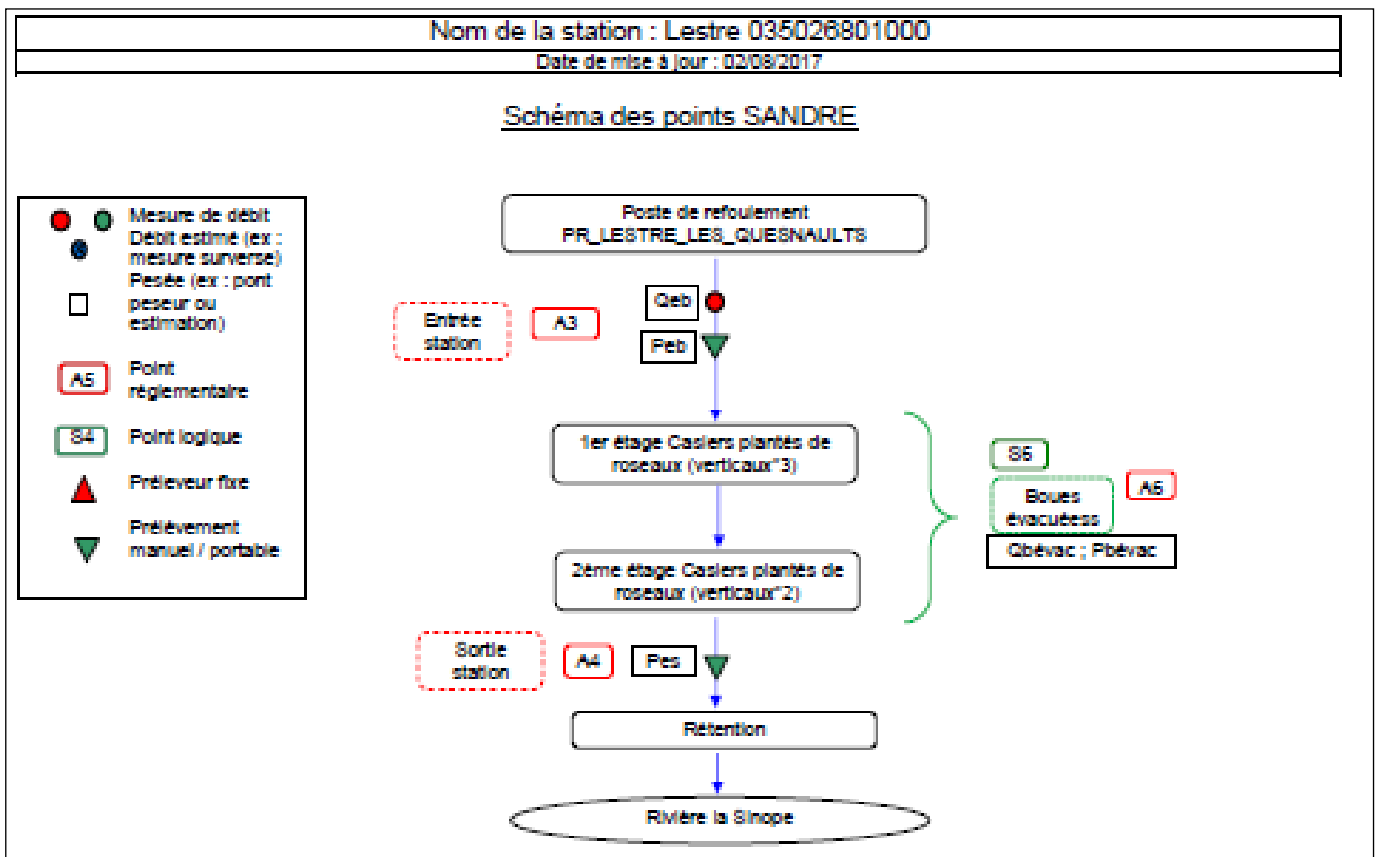 Nom de la station : Lestre 035026801000
Date de mise à jour : 02/08/2017
Schéma des points SANDRE
Mesure de débit
Débit estimé (ex :
mesure surverse)
Pesée (ex : pont
peseur ou
estimation)
A5
Point
réglementaire
S4
Point logique
Préleveur fixe
Prélèvement
manuel / portable
Poste de refoulement
PR_LESTRE_LES_QUESNAULTS
Qeb
Entrée
station
A3
Peb
1er étage Casiers plantés de
roseaux (verticaux*3)
S6
A6
Boues
évacuéess
Qbévac ; Pbévac
2ème étage Casiers plantés de
roseaux (verticaux*2)
Sortie
station
A4
Pes
Rétention
Rivière la Sinope